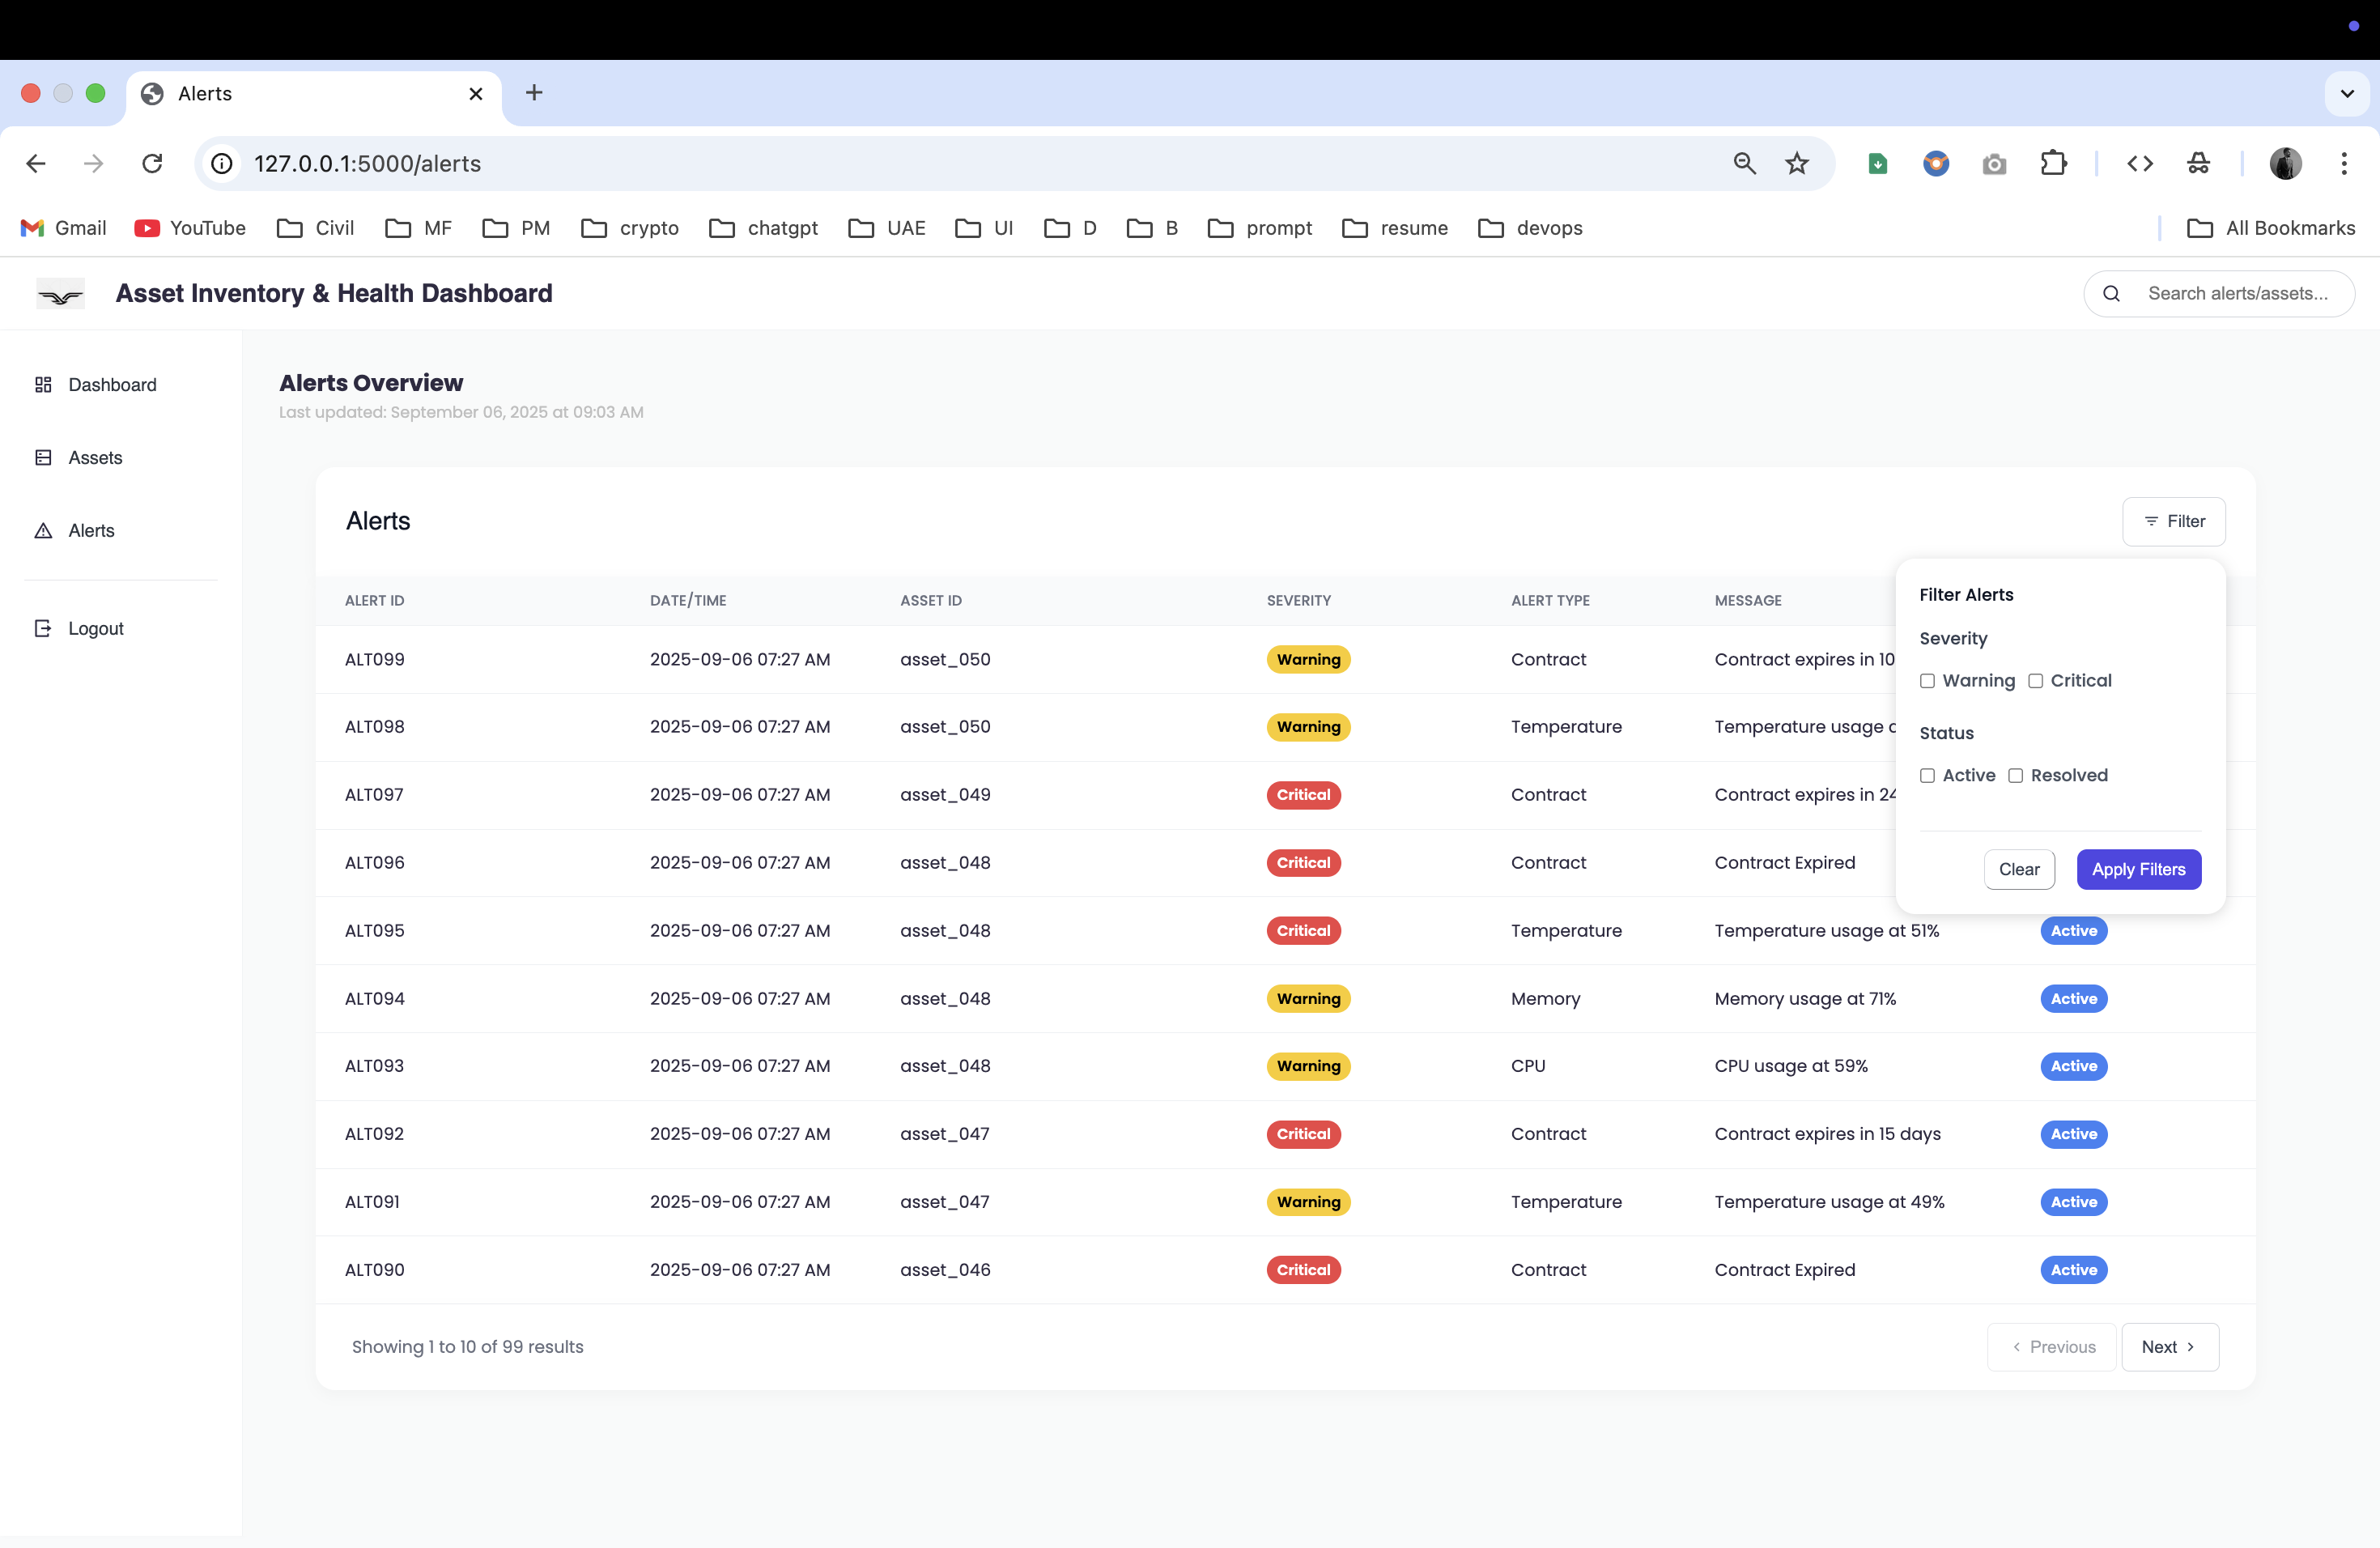 Alerts
127.0.0.1:5000/alerts
Gmail YouTube Civil MF PM crypto chatgpt UAE UI D B prompt resume devops All Bookmarks
Asset Inventory & Health Dashboard Search alerts/assets...
Dashboard
Assets
Alerts
Logout
Alerts Overview
Last updated: September 06, 2025 at 09:03 AM
Alerts Filter
ALERT ID DATE/TIME ASSET ID SEVERITY ALERT TYPE MESSAGE
ALT099 2025-09-06 07:27 AM asset_050 Warning Contract Contract expires in 10
ALT098 2025-09-06 07:27 AM asset_050 Warning Temperature Temperature usage
ALT097 2025-09-06 07:27 AM asset_049 Critical Contract Contract expires in 24
ALT096 2025-09-06 07:27 AM asset_048 Critical Contract Contract Expired
ALT095 2025-09-06 07:27 AM asset_048 Critical Temperature Temperature usage at 51% Active
ALT094 2025-09-06 07:27 AM asset_048 Warning Memory Memory usage at 71% Active
ALT093 2025-09-06 07:27 AM asset_048 Warning CPU CPU usage at 59% Active
ALT092 2025-09-06 07:27 AM asset_047 Critical Contract Contract expires in 15 days Active
ALT091 2025-09-06 07:27 AM asset_047 Warning Temperature Temperature usage at 49% Active
ALT090 2025-09-06 07:27 AM asset_046 Critical Contract Contract Expired Active
Filter Alerts
Severity
Warning Critical
Status
Active Resolved
Clear Apply Filters
Showing 1 to 10 of 99 results
Previous Next